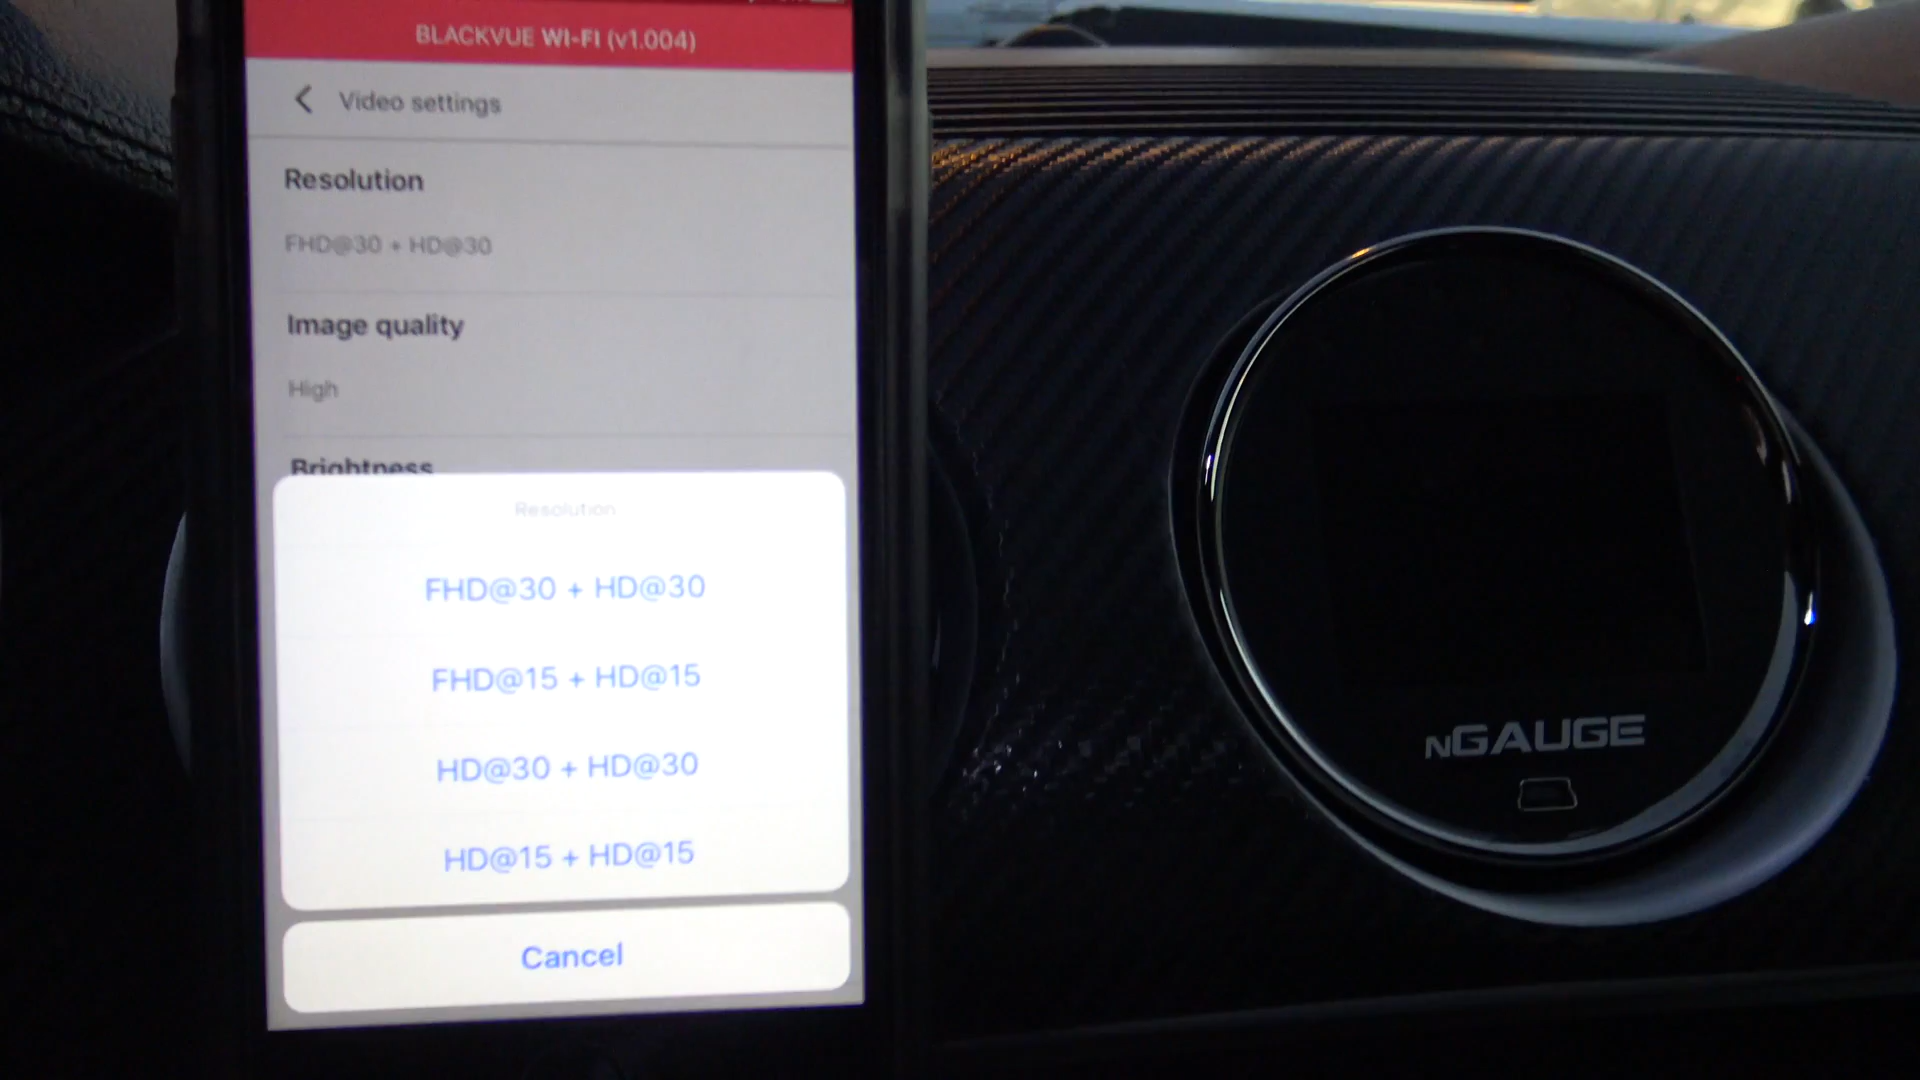 BLACKVUE WI-FI (v1.004)
Video settings
Resolution
FHD@30 + HD@30
Image quality
High
Brightness
Resolution
FHD@30 + HD@30
FHD@15 + HD@15
HD@30 + HD@30
HD@15 + HD@15
Cancel
NGAUGE